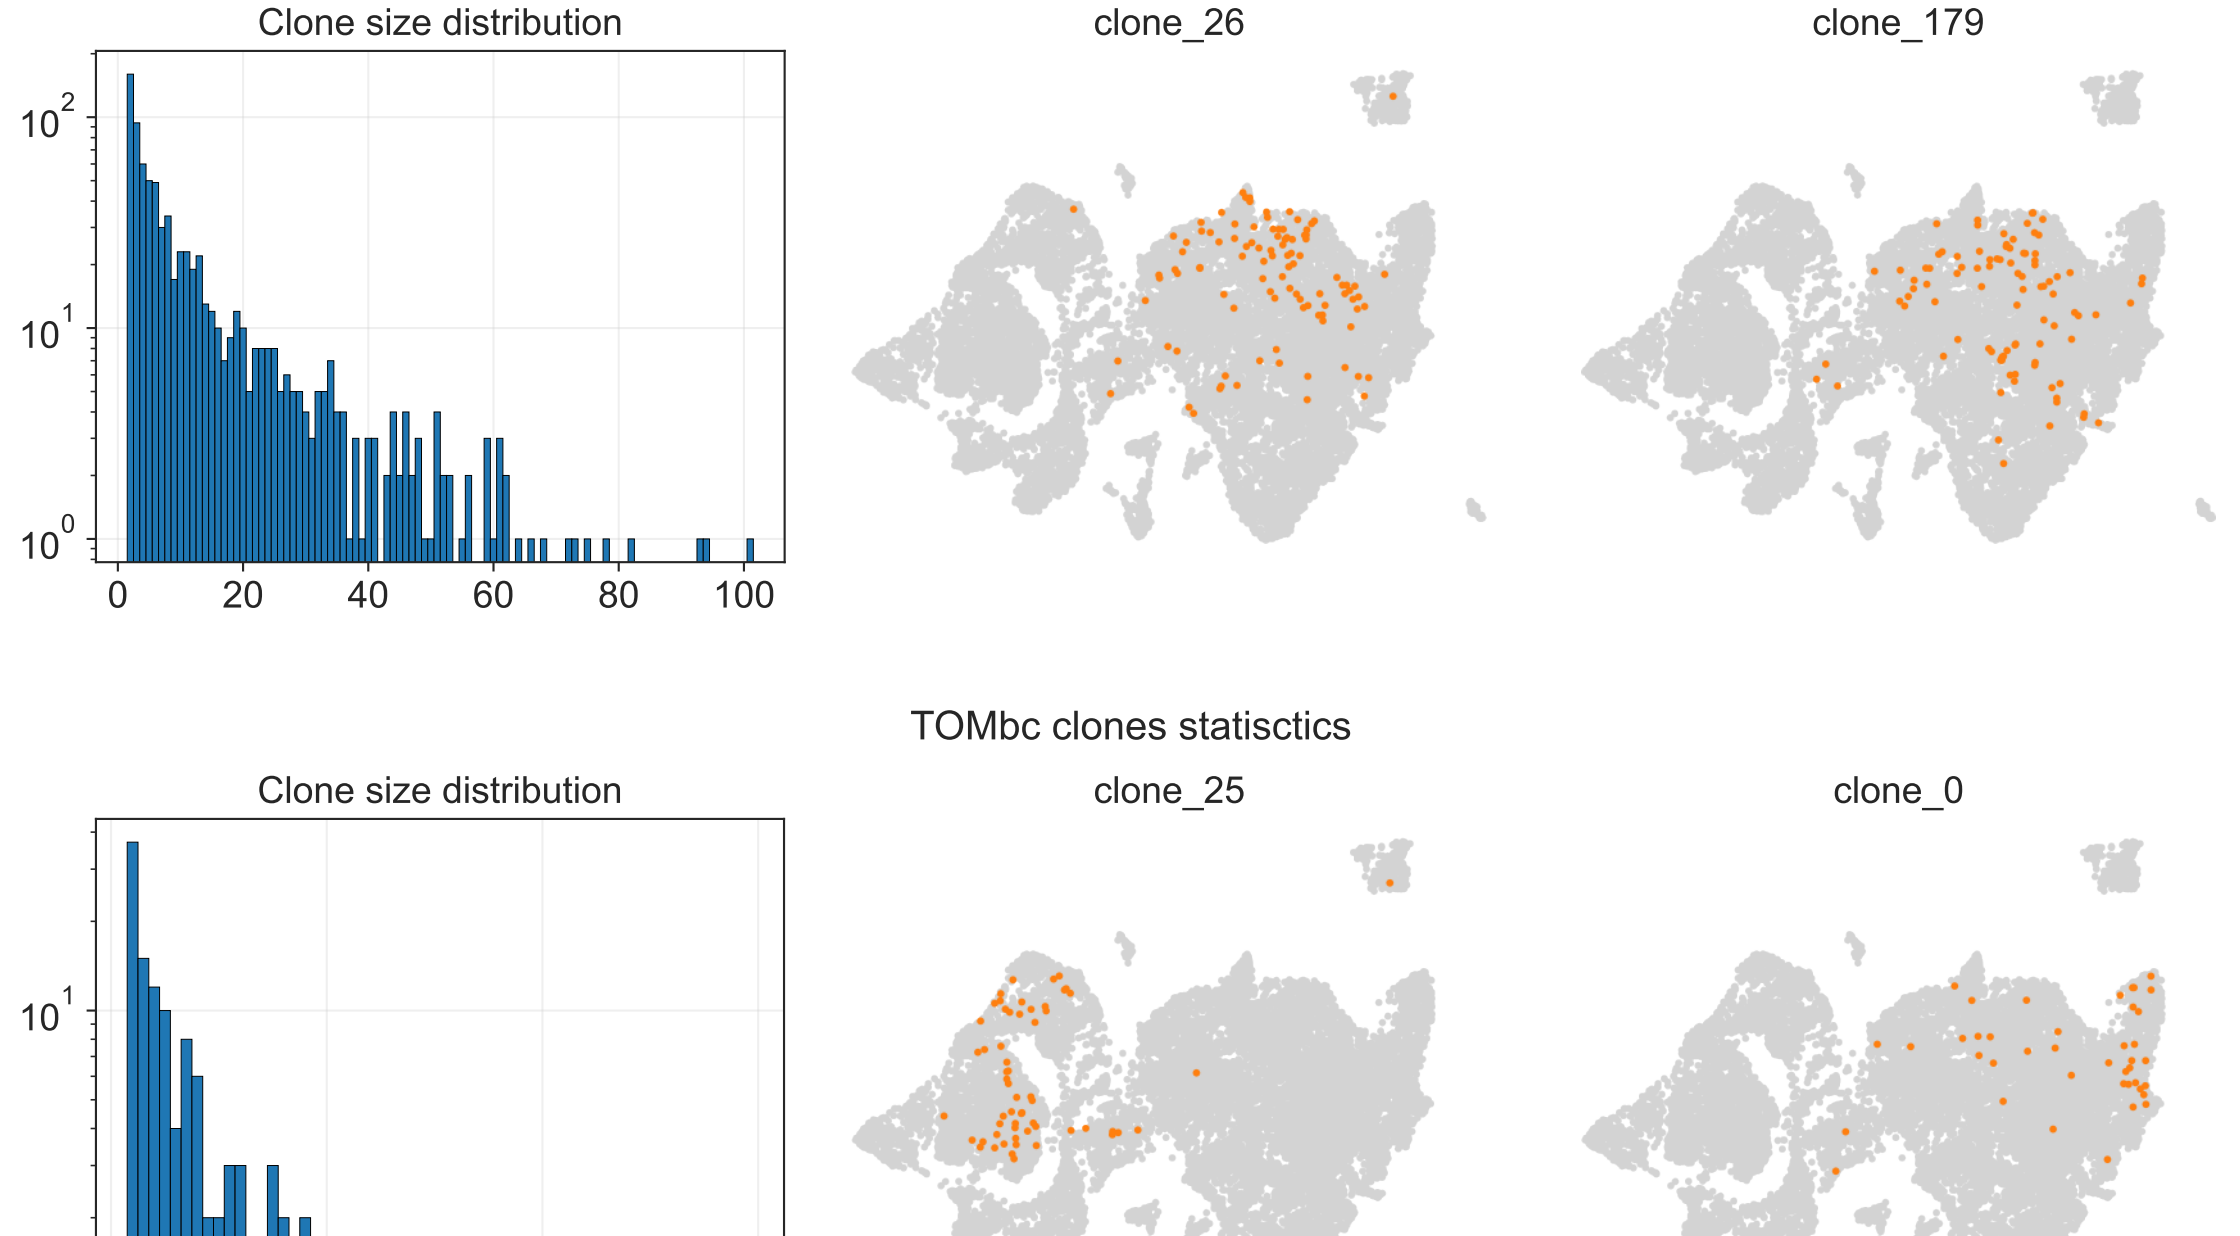 Clone size distribution
clone_26
clone_179
10^2
10^1
10^0
0 20 40 60 80 100
TOMbc clones statisctics
Clone size distribution
clone_25
clone_0
10^1